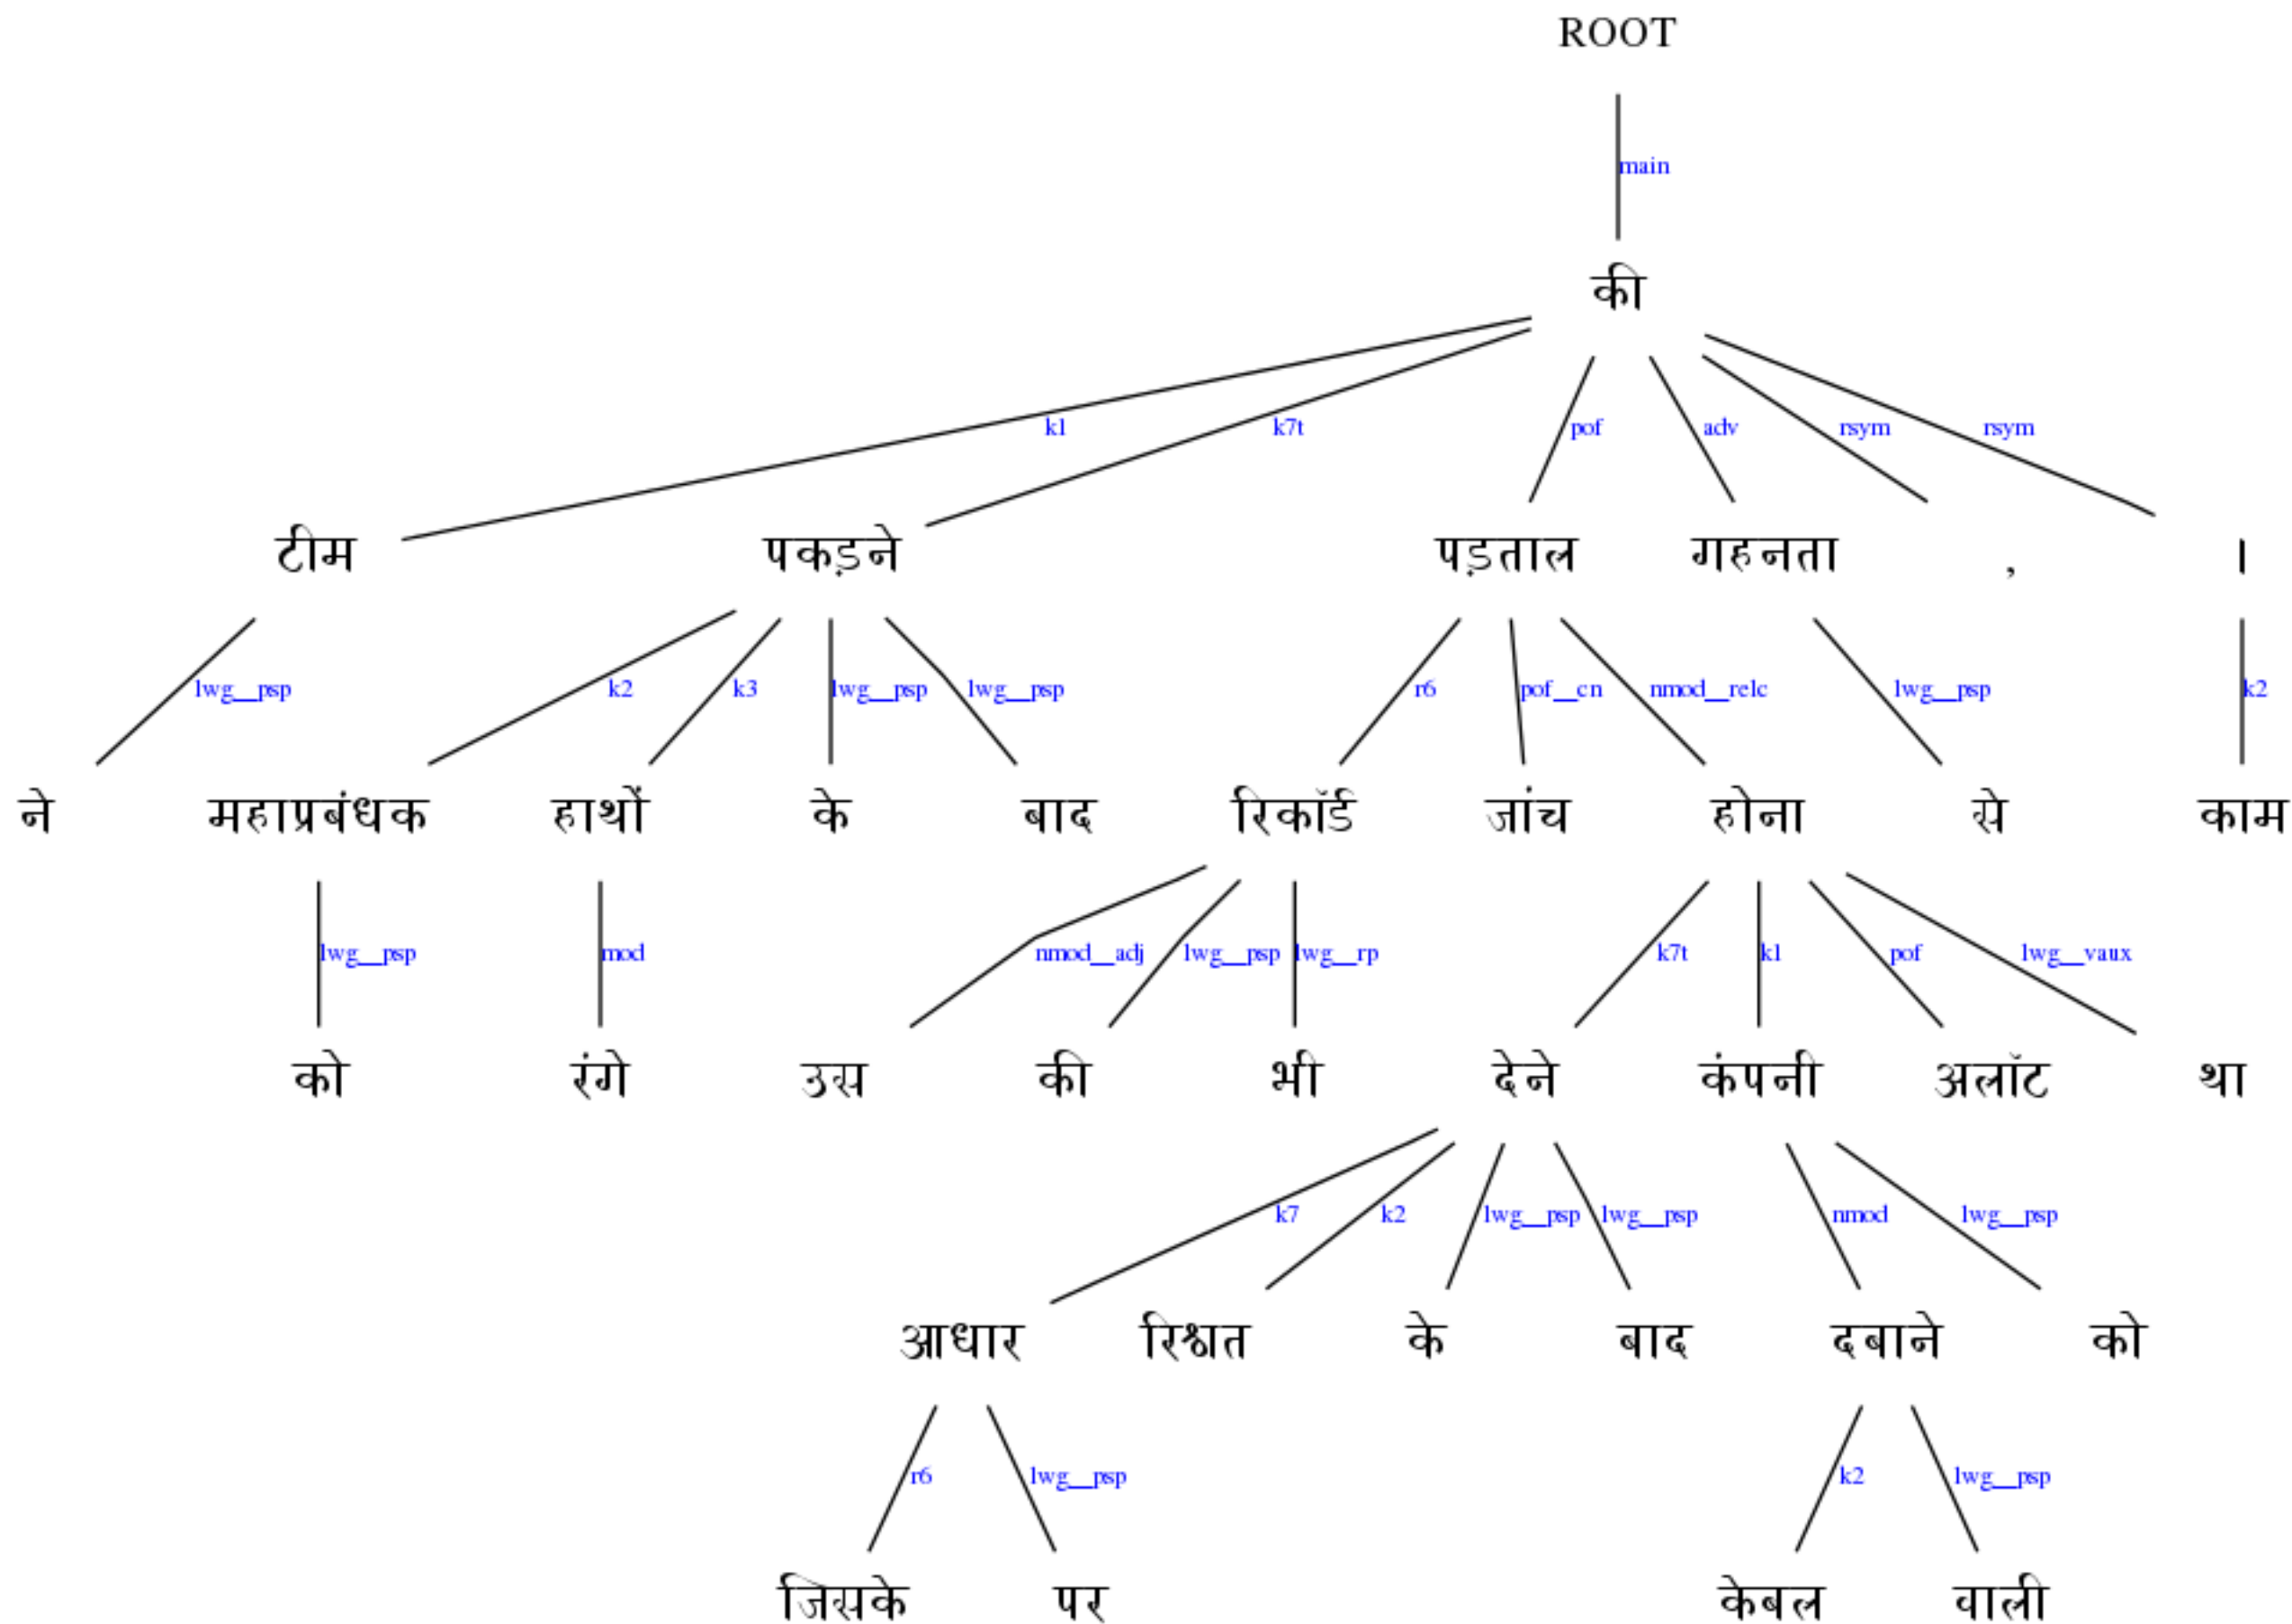 ROOT
main
की
k1 k7t pof adv rsym rsym
टीम पकड़ने पड़ताल गहनता , ।
lwg__psp k2 k3 lwg__psp lwg__psp r6 pof__cn nmod__relc lwg__psp k2
ने महाप्रबंधक हाथों के बाद रिकॉर्ड जांच होना से काम
lwg__psp mod nmod__adj lwg__psp lwg__rp k7t k1 pof lwg__vaux
को रंगे उस की भी देने कंपनी अलॉट था
k7 k2 lwg__psp lwg__psp nmod lwg__psp
आधार रिश्वत के बाद दबाने को
r6 lwg__psp k2 lwg__psp
जिसके पर केबल वाली